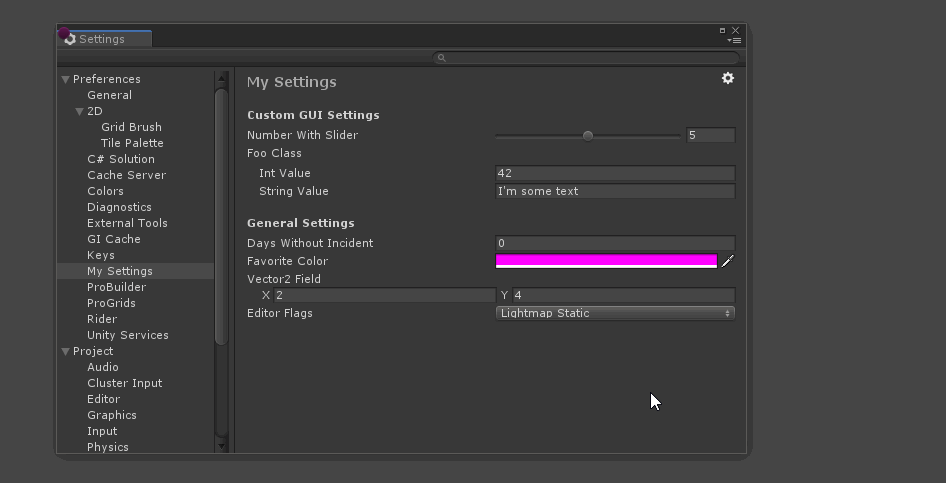 Settings
Preferences
General
2D
Grid Brush
Tile Palette
C# Solution
Cache Server
Colors
Diagnostics
External Tools
GI Cache
Keys
My Settings
ProBuilder
ProGrids
Rider
Unity Services
Project
Audio
Cluster Input
Editor
Graphics
Input
Physics
My Settings
Custom GUI Settings
Number With Slider 5
Foo Class
Int Value 42
String Value I'm some text
General Settings
Days Without Incident 0
Favorite Color
Vector2 Field
X 2 Y 4
Editor Flags Lightmap Static